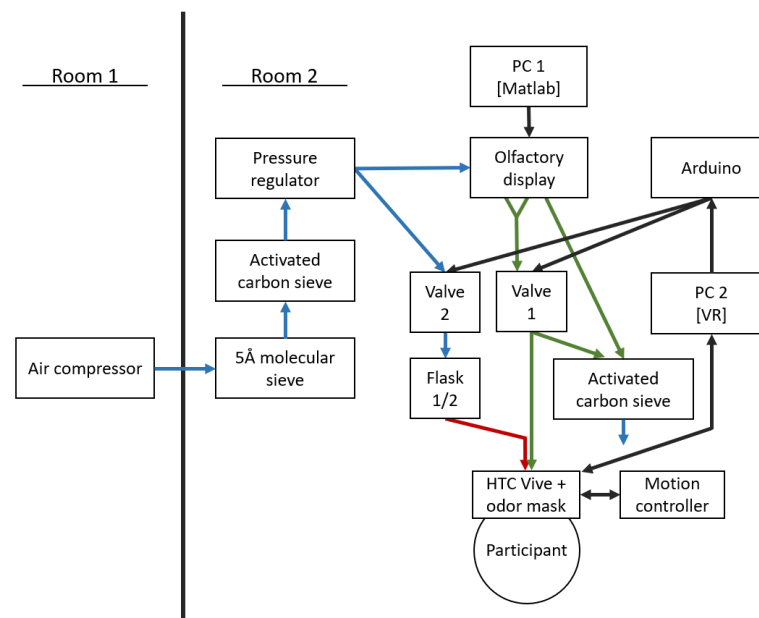 Room 1
Room 2
PC 1
[Matlab]
Pressure
regulator
Olfactory
display
Arduino
Activated
carbon sieve
Valve
2
Valve
1
PC 2
[VR]
Air compressor
5Å molecular
sieve
Flask
1/2
Activated
carbon sieve
HTC Vive +
odor mask
Motion
controller
Participant